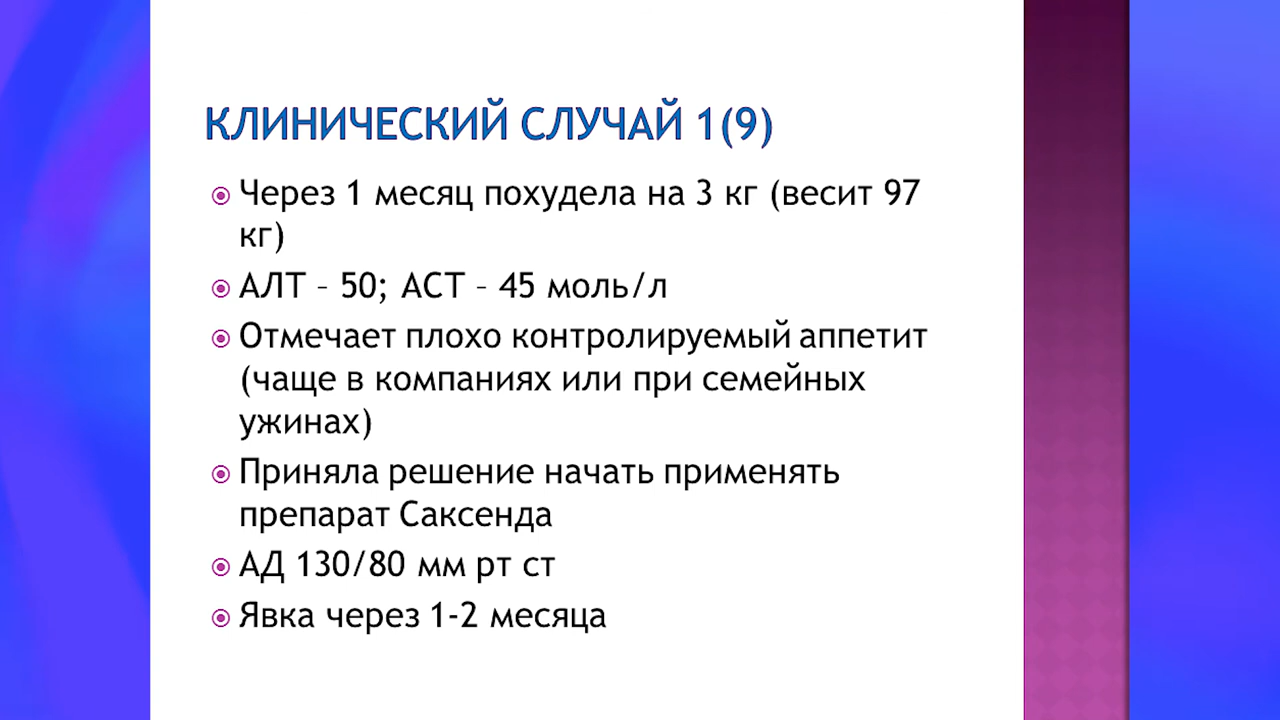 КЛИНИЧЕСКИЙ СЛУЧАЙ 1(9)
Через 1 месяц похудела на 3 кг (весит 97
кг)
АЛТ – 50; АСТ – 45 моль/л
Отмечает плохо контролируемый аппетит
(чаще в компаниях или при семейных
ужинах)
Приняла решение начать применять
препарат Саксенда
АД 130/80 мм рт ст
Явка через 1-2 месяца